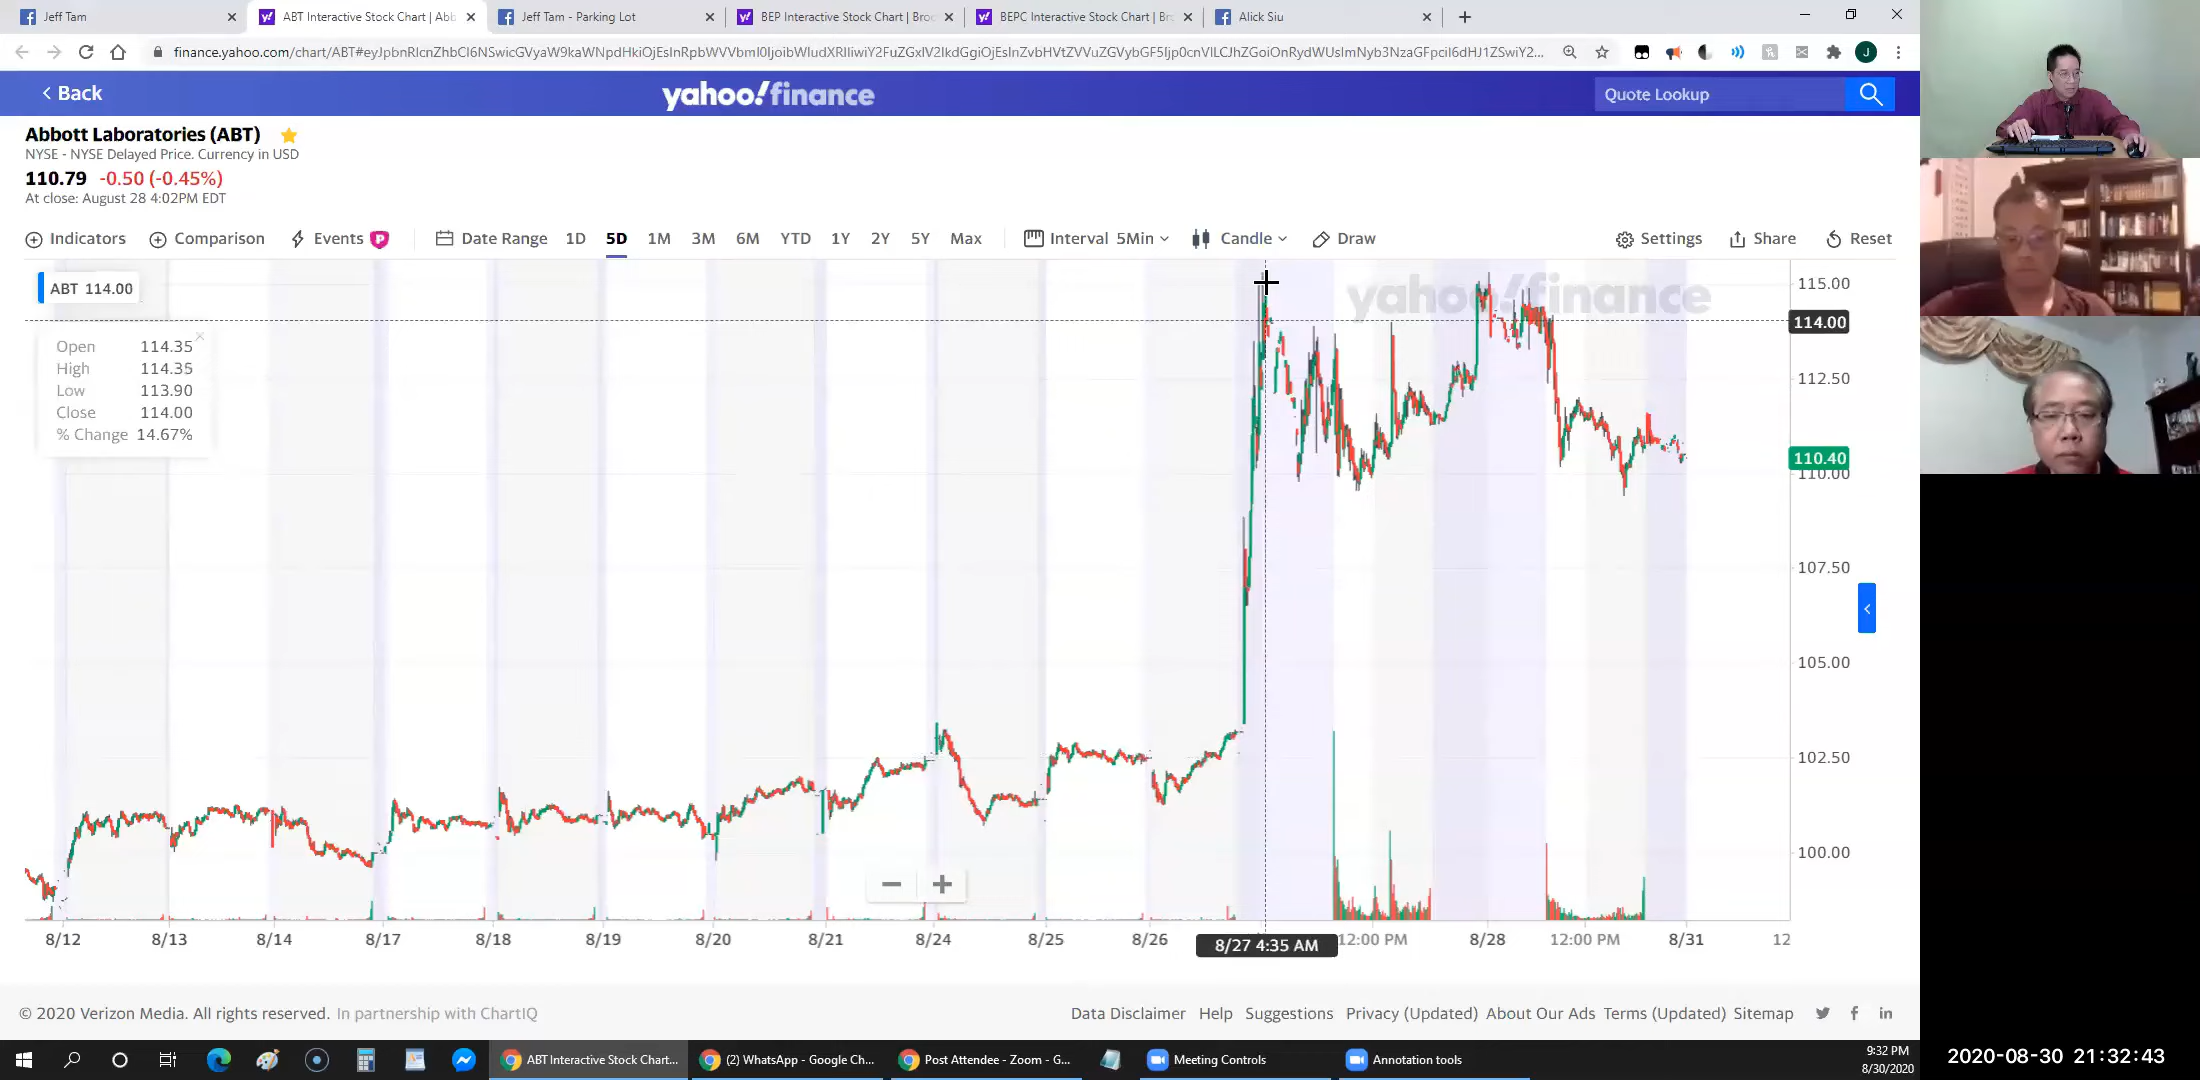 Jeff Tam
ABT Interactive Stock Chart | Abb
Jeff Tam - Parking Lot
BEP Interactive Stock Chart | Broo
BEPC Interactive Stock Chart | Bro
Alick Siu
Back
yahoo!finance
Quote Lookup
Abbott Laboratories (ABT)
NYSE - NYSE Delayed Price. Currency in USD
110.79 -0.50 (-0.45%)
At close: August 28 4:02PM EDT
Indicators Comparison Events P Date Range 1D 5D 1M 3M 6M YTD 1Y 2Y 5Y Max Interval 5Min Candle Draw Settings Share Reset
ABT 114.00
yahoo!finance
Open 114.35
High 114.35
Low 113.90
Close 114.00
% Change 14.67%
115.00
114.00
112.50
110.40
110.00
107.50
105.00
102.50
100.00
8/12 8/13 8/14 8/17 8/18 8/19 8/20 8/21 8/24 8/25 8/26 8/27 4:35 AM 12:00 PM 8/28 12:00 PM 8/31 12
© 2020 Verizon Media. All rights reserved. In partnership with ChartIQ
Data Disclaimer Help Suggestions Privacy (Updated) About Our Ads Terms (Updated) Sitemap
ABT Interactive Stock Chart...
(2) WhatsApp - Google Ch...
Post Attendee - Zoom - G...
Meeting Controls
Annotation tools
9:32 PM
8/30/2020
2020-08-30 21:32:43